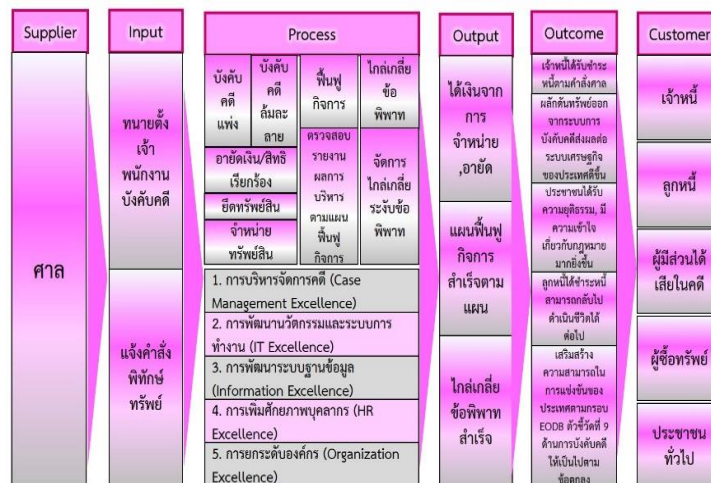 Supplier
Input
Process
Output
Outcome
Customer
ศาล
ทนายตั้ง
เจ้า
พนักงาน
บังคับคดี
แจ้งคำสั่ง
พิทักษ์
ทรัพย์
บังคับ
คดี
แพ่ง
บังคับ
คดี
ล้มละ
ลาย
ฟื้นฟู
กิจการ
ไกล่เกลี่ย
ข้อ
พิพาท
อายัดเงิน/สิทธิ
เรียกร้อง
ยึดทรัพย์สิน
จำหน่าย
ทรัพย์สิน
ตรวจสอบ
รายงาน
ผลการ
บริหาร
ตามแผน
ฟื้นฟู
กิจการ
จัดการ
ไกล่เกลี่ย
ระงับข้อ
พิพาท
1. การบริหารจัดการคดี (Case
Management Excellence)
2. การพัฒนานวัตกรรมและระบบการ
ทำงาน (IT Excellence)
3. การพัฒนาระบบฐานข้อมูล
(Information Excellence)
4. การเพิ่มศักยภาพบุคลากร (HR
Excellence)
5. การยกระดับองค์กร (Organization
Excellence)
ได้เงินจาก
การ
จำหน่าย
,อายัด
แผนฟื้นฟู
กิจการ
สำเร็จตาม
แผน
ไกล่เกลี่ย
ข้อพิพาท
สำเร็จ
เจ้าหนี้ได้รับชำระ
หนี้ตามคำสั่งศาล
ผลักดันทรัพย์ออก
จากระบบการ
บังคับคดีส่งผลต่อ
ระบบเศรษฐกิจ
ของประเทศดีขึ้น
ประชาชนได้รับ
ความยุติธรรม, มี
ความเข้าใจ
เกี่ยวกับกฎหมาย
มากยิ่งขึ้น
ลูกหนี้ได้ชำระหนี้
สามารถกลับไป
ดำเนินชีวิตได้
ต่อไป
เสริมสร้าง
ความสามารถใน
การแข่งขันของ
ประเทศตามกรอบ
EODB ตัวชี้วัดที่ 9
ด้านการบังคับคดี
ให้เป็นไปตาม
ข้อตกลง
เจ้าหนี้
ลูกหนี้
ผู้มีส่วนได้
เสียในคดี
ผู้ซื้อทรัพย์
ประชาชน
ทั่วไป